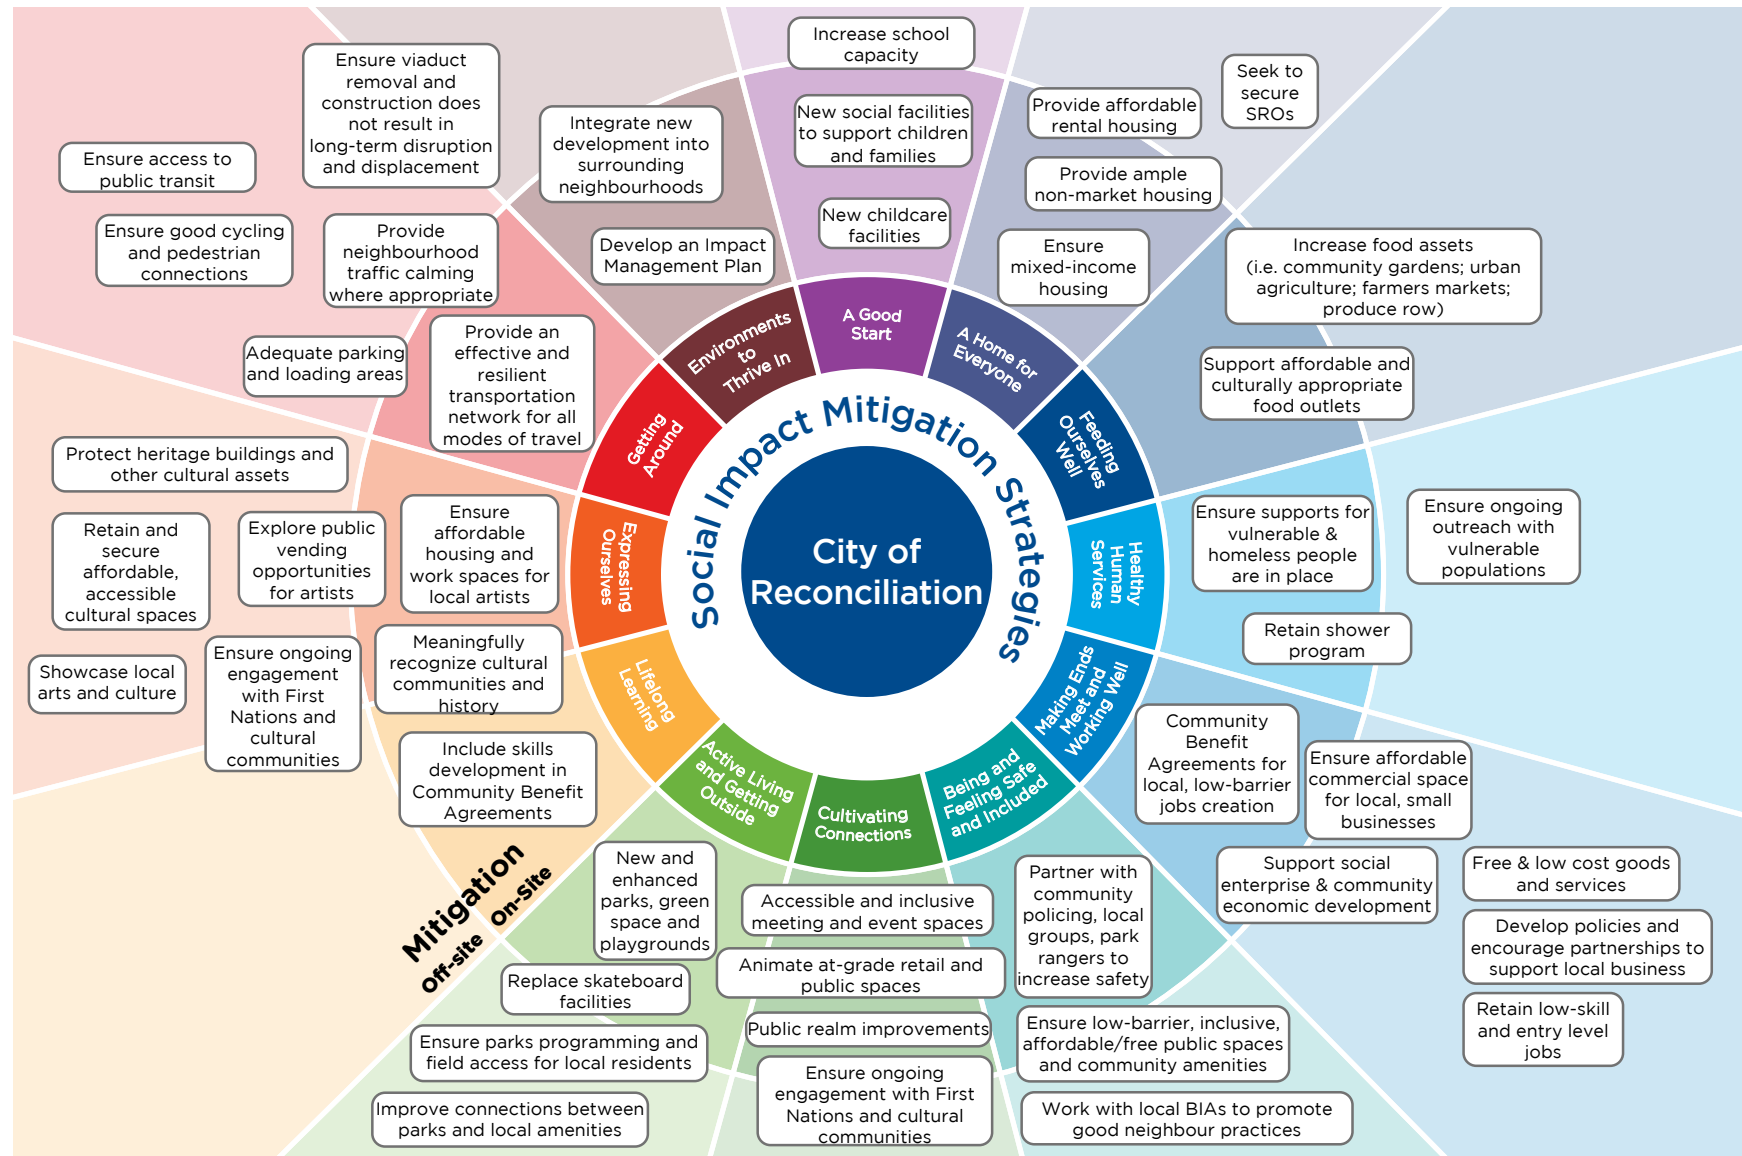 City of
Reconciliation
Social Impact Mitigation Strategies
A Good
Start
Increase school
capacity
New social facilities
to support children
and families
New childcare
facilities
A Home for
Everyone
Seek to
secure
SROs
Provide affordable
rental housing
Provide ample
non-market housing
Ensure
mixed-income
housing
Feeding
Ourselves
Well
Increase food assets
(i.e. community gardens; urban
agriculture; farmers markets;
produce row)
Support affordable and
culturally appropriate
food outlets
Healthy
Human
Services
Ensure supports for
vulnerable &
homeless people
are in place
Ensure ongoing
outreach with
vulnerable
populations
Retain shower
program
Making Ends
Meet and
Working Well
Community
Benefit
Agreements for
local, low-barrier
jobs creation
Ensure affordable
commercial space
for local, small
businesses
Support social
enterprise & community
economic development
Free & low cost goods
and services
Develop policies and
encourage partnerships to
support local business
Retain low-skill
and entry level
jobs
Being and
Feeling Safe
and Included
Partner with
community
policing, local
groups, park
rangers to
increase safety
Ensure low-barrier, inclusive,
affordable/free public spaces
and community amenities
Work with local BIAs to promote
good neighbour practices
Cultivating
Connections
Accessible and inclusive
meeting and event spaces
Animate at-grade retail and
public spaces
Public realm improvements
Ensure ongoing
engagement with First
Nations and cultural
communities
Active Living
and Getting
Outside
New and
enhanced
parks, green
space and
playgrounds
Replace skateboard
facilities
Ensure parks programming and
field access for local residents
Improve connections between
parks and local amenities
Lifelong
Learning
Include skills
development in
Community Benefit
Agreements
Mitigation
On-Site
Off-site
Expressing
Ourselves
Protect heritage buildings and
other cultural assets
Retain and
secure
affordable,
accessible
cultural spaces
Explore public
vending
opportunities
for artists
Ensure
affordable
housing and
work spaces for
local artists
Meaningfully
recognize cultural
communities and
history
Showcase local
arts and culture
Ensure ongoing
engagement
with First
Nations and
cultural
communities
Getting
Around
Ensure viaduct
removal and
construction does
not result in
long-term disruption
and displacement
Ensure access to
public transit
Ensure good cycling
and pedestrian
connections
Provide
neighbourhood
traffic calming
where appropriate
Adequate parking
and loading areas
Provide an
effective and
resilient
transportation
network for all
modes of travel
Environments
to
Thrive In
Integrate new
development into
surrounding
neighbourhoods
Develop an Impact
Management Plan